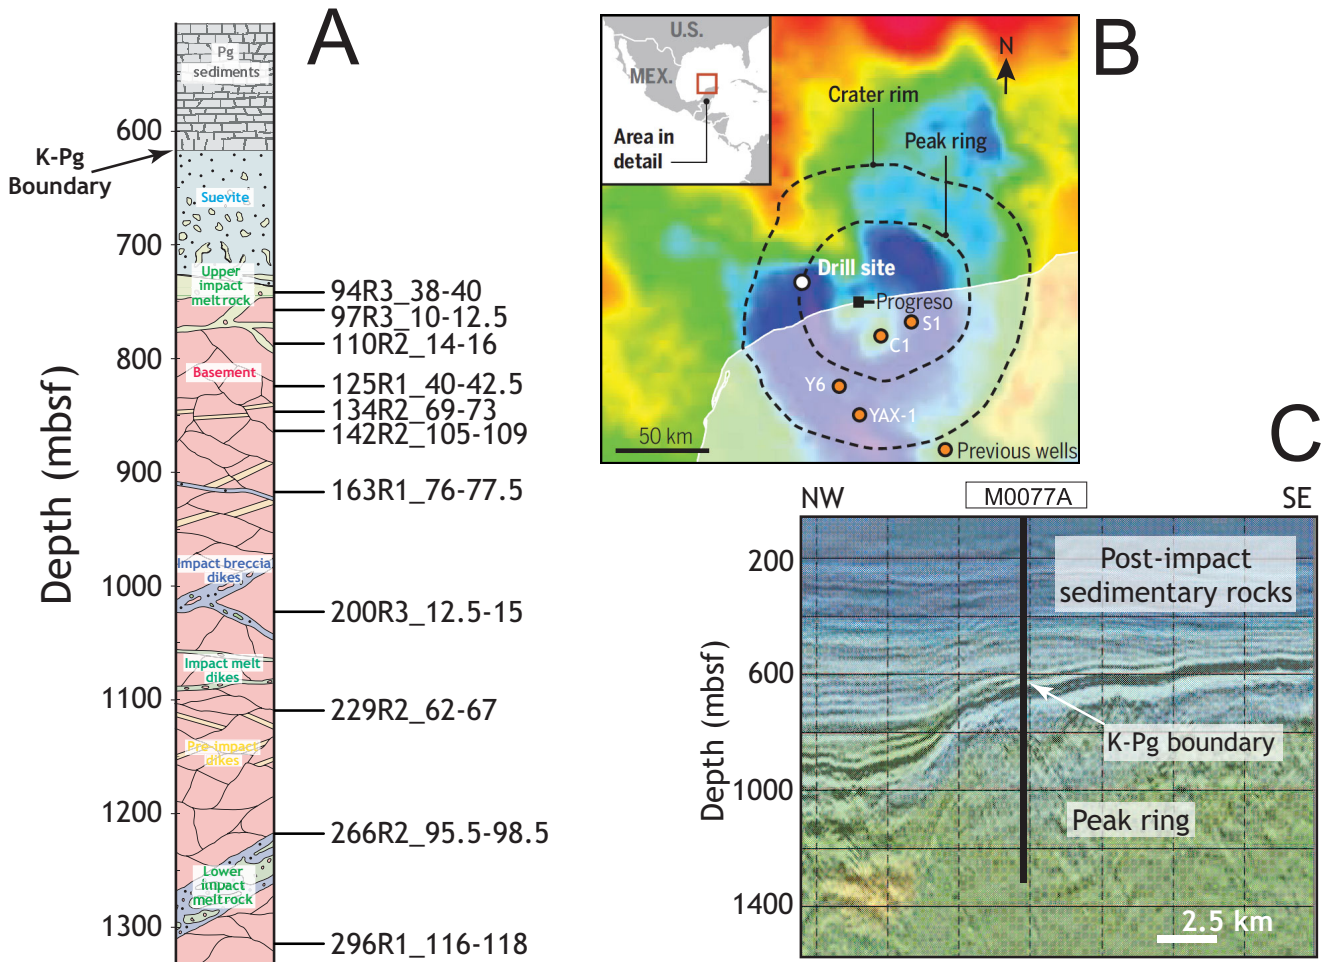 A
Pg
sediments
600
K-Pg
Boundary
Suevite
700
Upper
impact
melt rock
94R3_38-40
97R3_10-12.5
110R2_14-16
800
Basement
125R1_40-42.5
134R2_69-73
142R2_105-109
Depth (mbsf)
900
163R1_76-77.5
Impact breccia
dikes
1000
200R3_12.5-15
Impact melt
dikes
1100
229R2_62-67
Pre-impact
dikes
1200
266R2_95.5-98.5
Lower
impact
melt rock
1300
296R1_116-118
B
U.S.
MEX.
Area in
detail
N
Crater rim
Peak ring
Drill site
Progreso
S1
C1
Y6
YAX-1
50 km
Previous wells
C
NW
M0077A
SE
200
Post-impact
sedimentary rocks
600
Depth (mbsf)
K-Pg boundary
1000
Peak ring
1400
2.5 km